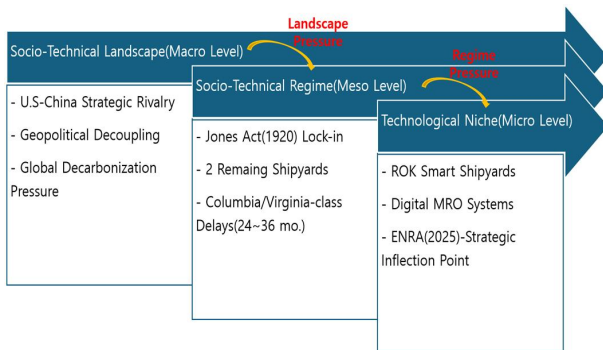 Landscape
Pressure
Socio-Technical Landscape(Macro Level)
Regime
Pressure
Socio-Technical Regime(Meso Level)
Technological Niche(Micro Level)
- U.S-China Strategic Rivalry
- Geopolitical Decoupling
- Global Decarbonization
Pressure
- Jones Act(1920) Lock-in
- 2 Remaing Shipyards
- Columbia/Virginia-class
Delays(24~36 mo.)
- ROK Smart Shipyards
- Digital MRO Systems
- ENRA(2025)-Strategic
Inflection Point